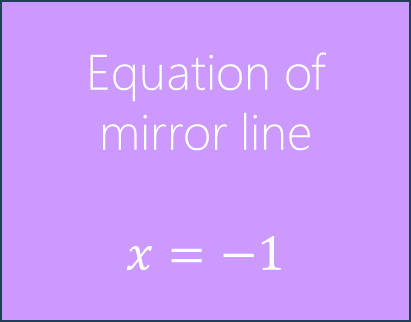 Equation of
mirror line
x = −1